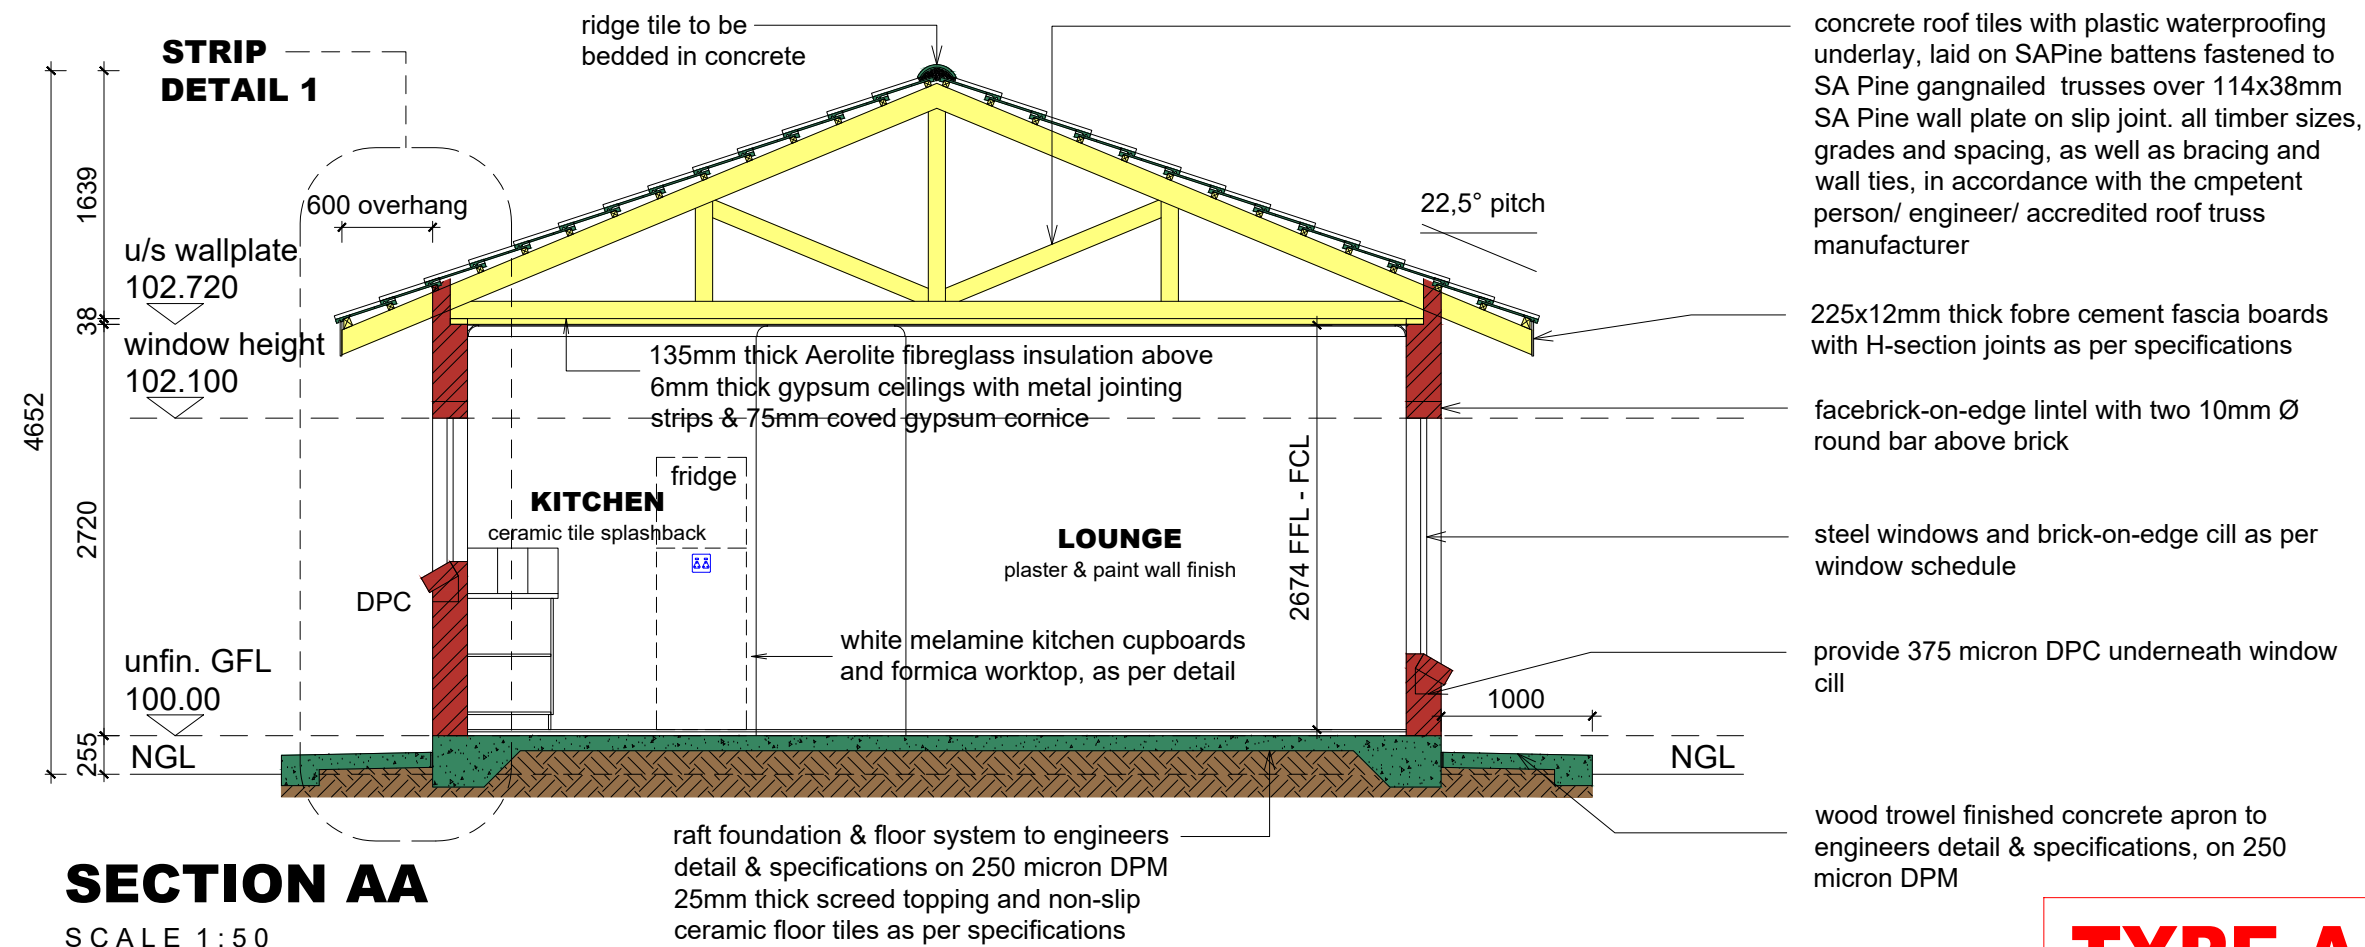 STRIP
DETAIL 1
ridge tile to be
bedded in concrete
concrete roof tiles with plastic waterproofing
underlay, laid on SAPine battens fastened to
SA Pine gangnailed trusses over 114x38mm
SA Pine wall plate on slip joint. all timber sizes,
grades and spacing, as well as bracing and
wall ties, in accordance with the cmpetent
person/ engineer/ accredited roof truss
manufacturer
600 overhang
22,5° pitch
1639
u/s wallplate
102.720
38
window height
102.100
225x12mm thick fobre cement fascia boards
with H-section joints as per specifications
135mm thick Aerolite fibreglass insulation above
6mm thick gypsum ceilings with metal jointing
strips & 75mm coved gypsum cornice
facebrick-on-edge lintel with two 10mm Ø
round bar above brick
4652
2720
fridge
KITCHEN
ceramic tile splashback
LOUNGE
plaster & paint wall finish
2674 FFL - FCL
steel windows and brick-on-edge cill as per
window schedule
DPC
white melamine kitchen cupboards
and formica worktop, as per detail
provide 375 micron DPC underneath window
cill
unfin. GFL
100.00
1000
255
NGL
NGL
raft foundation & floor system to engineers
detail & specifications on 250 micron DPM
25mm thick screed topping and non-slip
ceramic floor tiles as per specifications
wood trowel finished concrete apron to
engineers detail & specifications, on 250
micron DPM
SECTION AA
SCALE 1:50
TYPE A